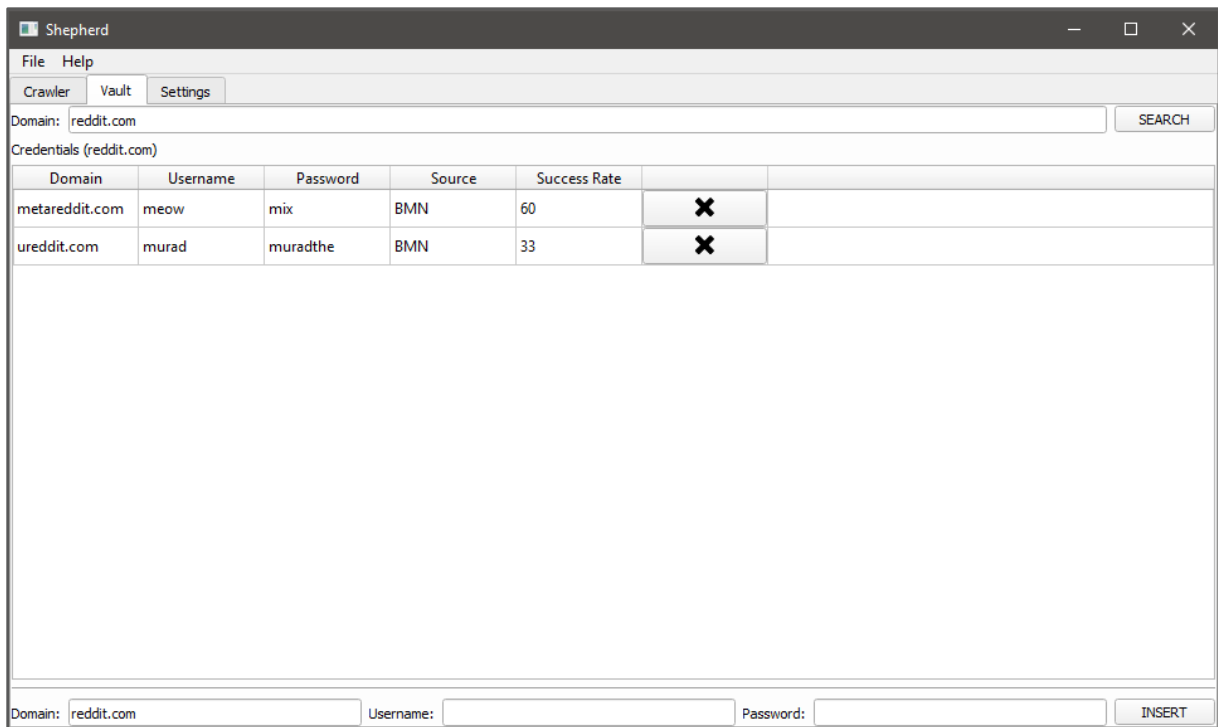 Shepherd
File Help
Crawler Vault Settings
Domain: reddit.com SEARCH
Credentials (reddit.com)
Domain Username Password Source Success Rate
metareddit.com meow mix BMN 60
ureddit.com murad muradthe BMN 33
Domain: reddit.com Username: Password: INSERT